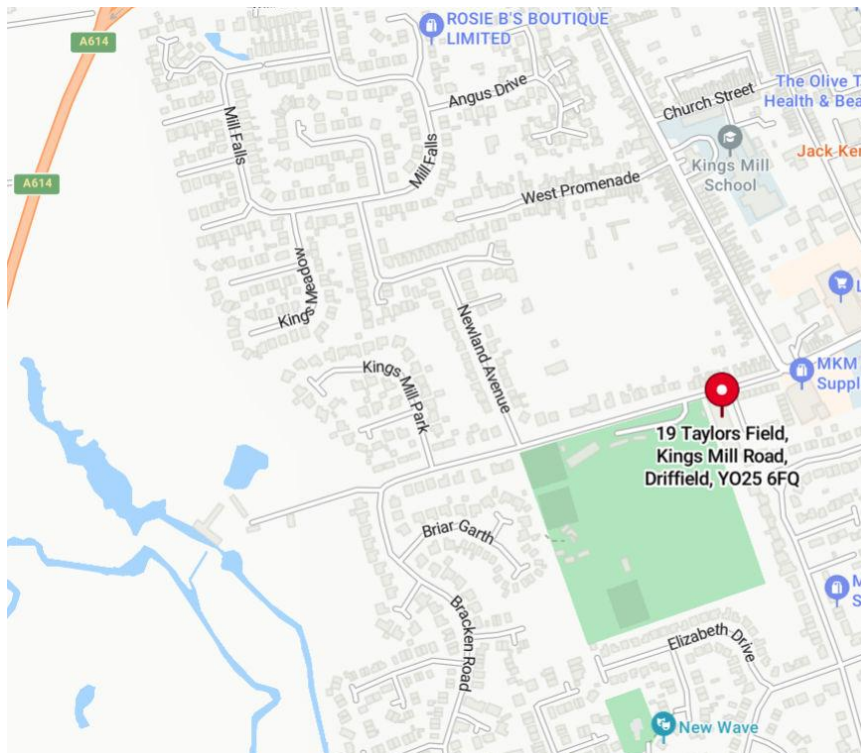 A614
ROSIE B'S BOUTIQUE
LIMITED
Angus Drive
Church Street
The Olive T
Health & Bea
Mill Falls
Mill Falls
Kings Mill
School
Jack Ker
A614
West Promenade
Kings Meadow
Newland Avenue
L
Kings Mill Park
MKM
Suppl
19 Taylors Field,
Kings Mill Road,
Driffield, YO25 6FQ
Briar Garth
Bracken Road
M
S
Elizabeth Drive
New Wave